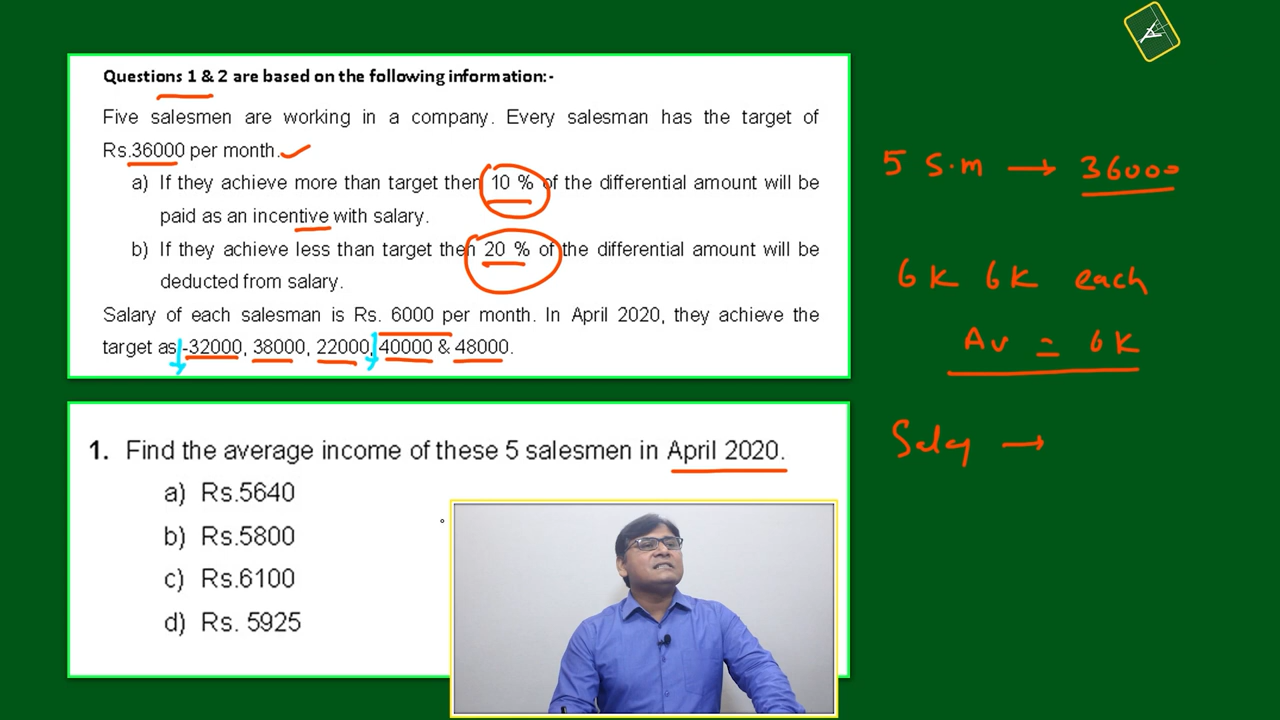 Questions 1 & 2 are based on the following information:-
Five salesmen are working in a company. Every salesman has the target of
Rs.36000 per month.
a) If they achieve more than target then 10 % of the differential amount will be
paid as an incentive with salary.
b) If they achieve less than target then 20 % of the differential amount will be
deducted from salary.
Salary of each salesman is Rs. 6000 per month. In April 2020, they achieve the
target as -32000, 38000, 22000, 40000 & 48000.
1. Find the average income of these 5 salesmen in April 2020.
a) Rs.5640
b) Rs.5800
c) Rs.6100
d) Rs. 5925
5 S.m → 36000
6K 6K each
Av = 6K
Salay →